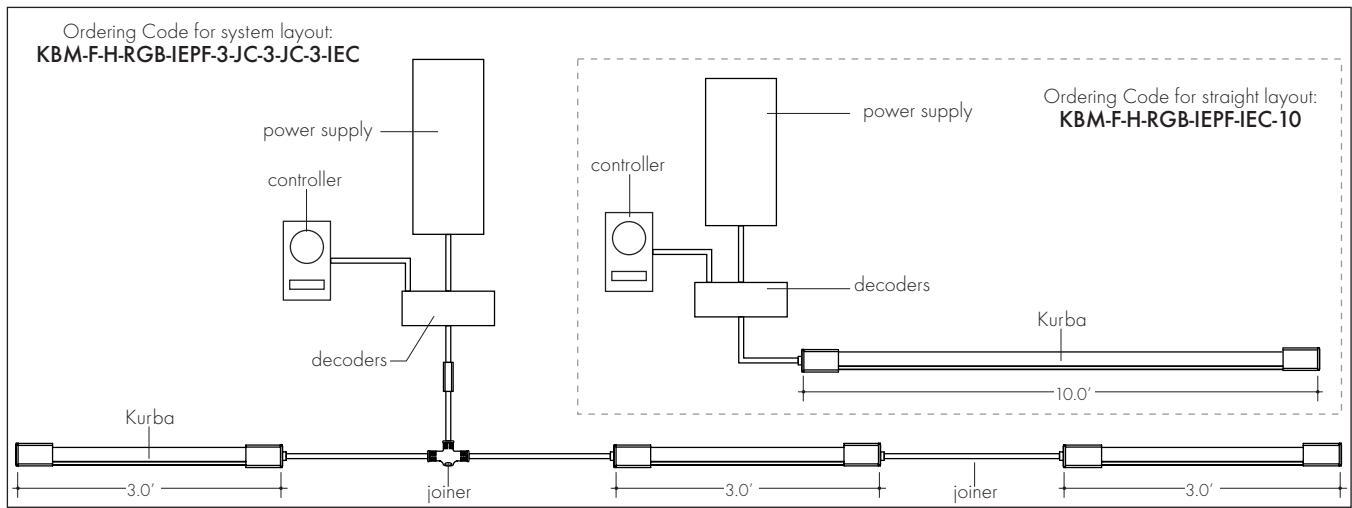 Ordering Code for system layout:
KBM-F-H-RGB-IEPF-3-JC-3-JC-3-IEC
power supply
controller
decoders
Kurba
3.0'
joiner
3.0'
joiner
3.0'
Ordering Code for straight layout:
KBM-F-H-RGB-IEPF-IEC-10
power supply
controller
decoders
Kurba
10.0'